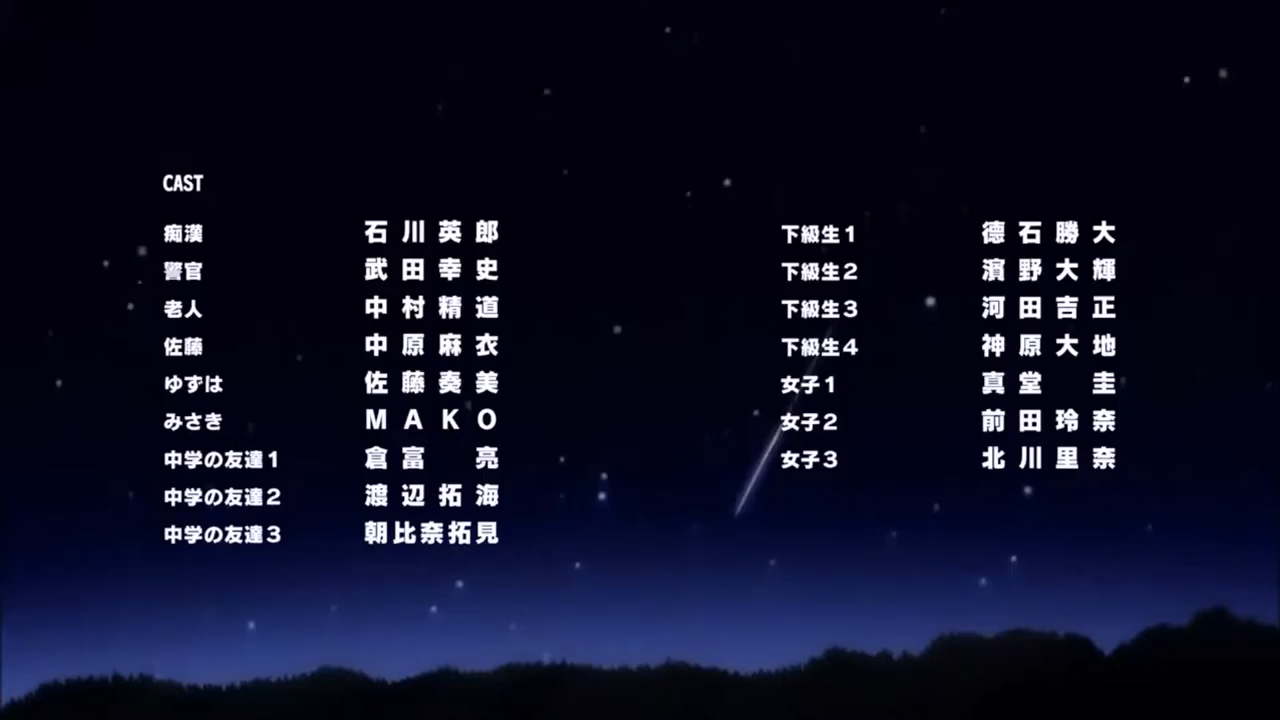 CAST
痴漢 石川英郎
警官 武田幸史
老人 中村精道
佐藤 中原麻衣
ゆずは 佐藤奏美
みさき MAKO
中学の友達1 倉富 亮
中学の友達2 渡辺拓海
中学の友達3 朝比奈拓見
下級生1 德石勝大
下級生2 濱野大輝
下級生3 河田吉正
下級生4 神原大地
女子1 真堂 圭
女子2 前田玲奈
女子3 北川里奈